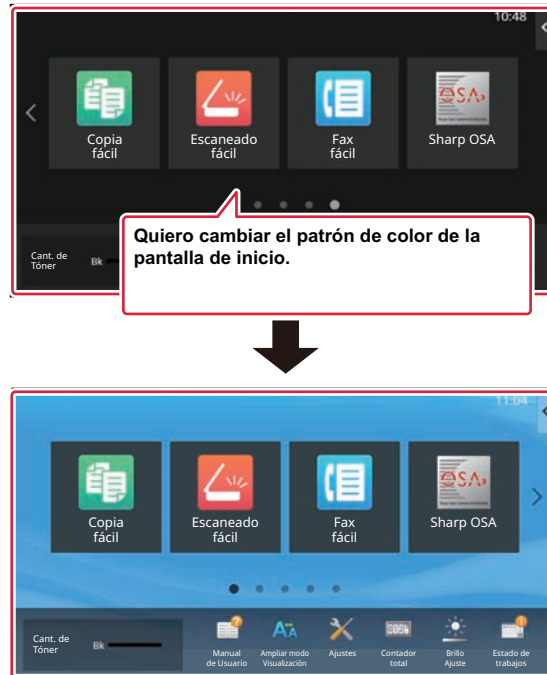 10:48
Copia
fácil
Escaneado
fácil
Fax
fácil
OSA
Sharp OSA
Cant. de
Tóner
Bk
Quiero cambiar el patrón de color de la
pantalla de inicio.
11:04
Copia
fácil
Escaneado
fácil
Fax
fácil
OSA
Sharp OSA
Cant. de
Tóner
Bk
Manual
de Usuario
Ampliar modo
Visualización
Ajustes
Contador
total
Brillo
Ajuste
Estado de
trabajos